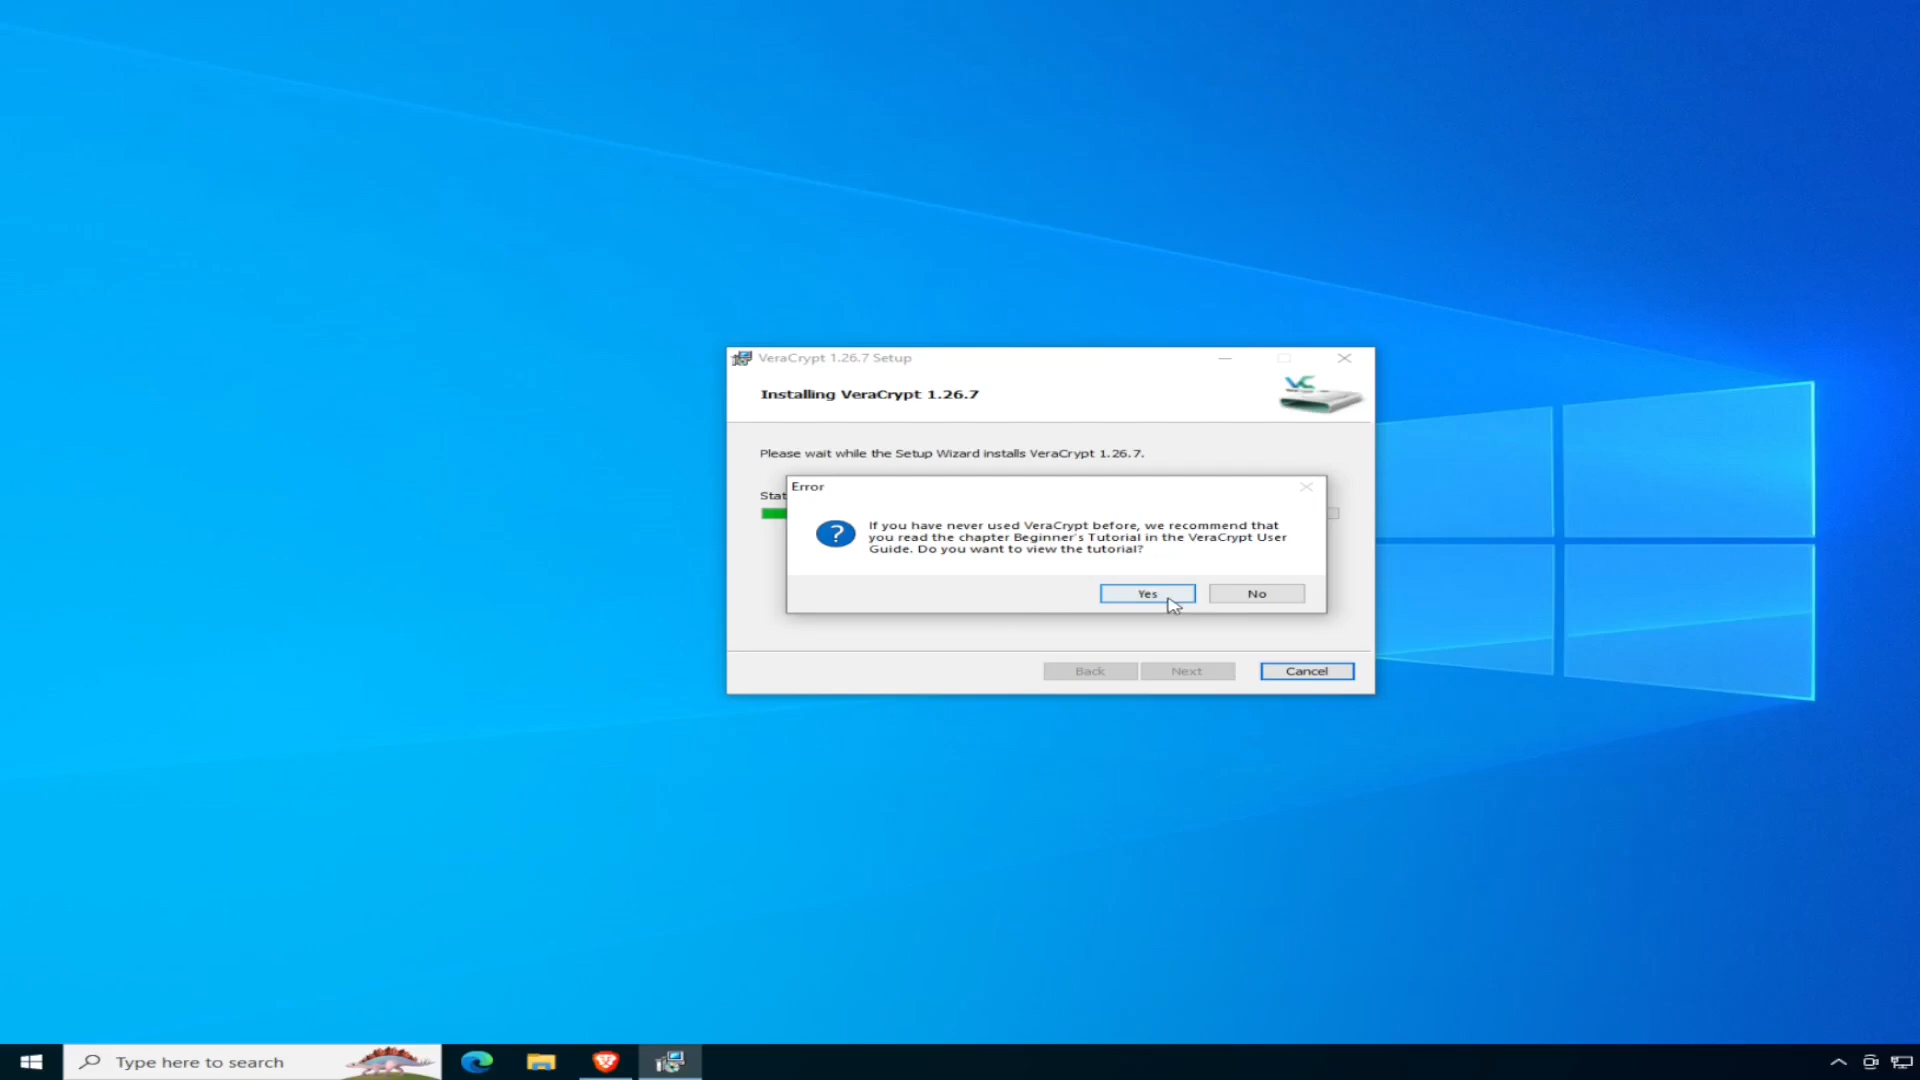 VeraCrypt 1.26.7 Setup
Installing VeraCrypt 1.26.7
VC
Please wait while the Setup Wizard installs VeraCrypt 1.26.7.
Stat
Error
If you have never used VeraCrypt before, we recommend that
you read the chapter Beginner's Tutorial in the VeraCrypt User
Guide. Do you want to view the tutorial?
Yes No
Back Next Cancel
Type here to search